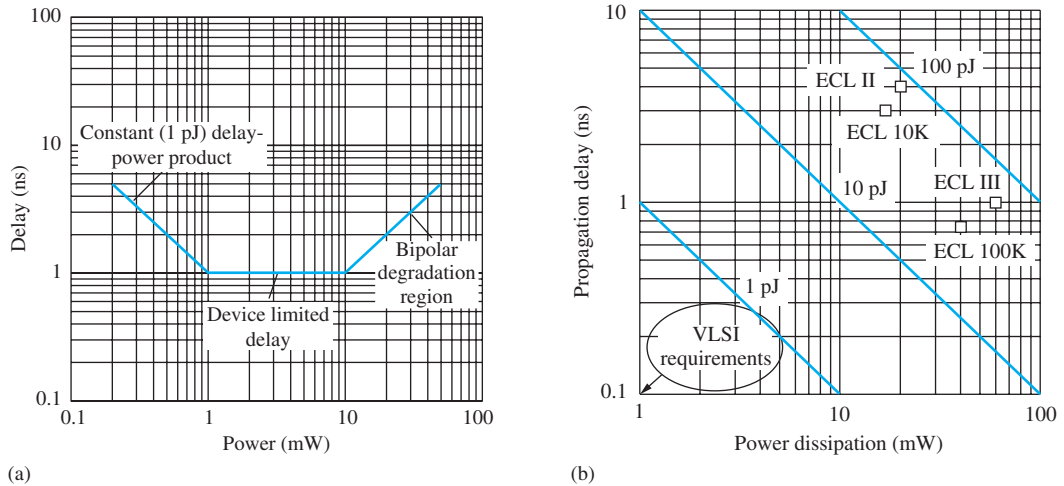 100
10
1
0.1
Delay (ns)
Constant (1 pJ) delay-
power product
Device limited
delay
Bipolar
degradation
region
0.1
1
10
100
Power (mW)
(a)
10
1
0.1
Propagation delay (ns)
100 pJ
ECL II
ECL 10K
10 pJ
ECL III
ECL 100K
1 pJ
VLSI
requirements
1
10
100
Power dissipation (mW)
(b)